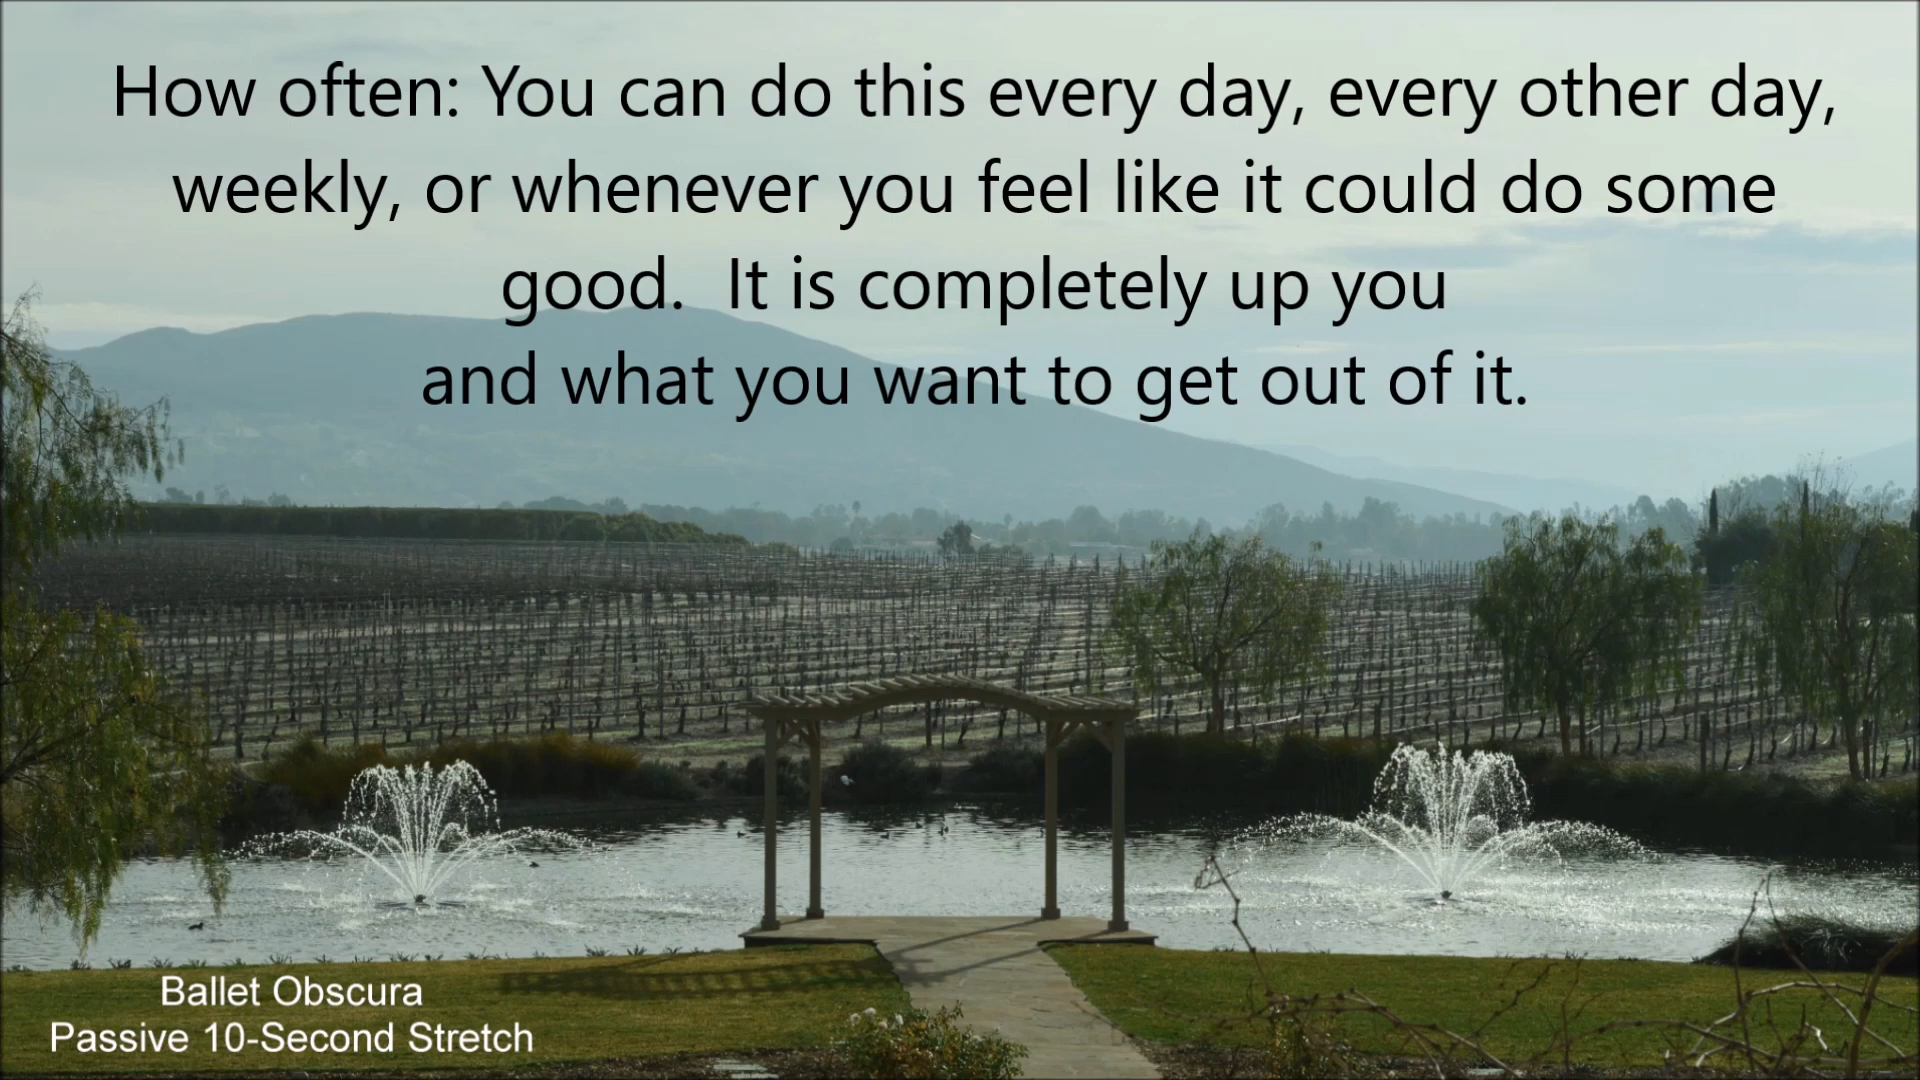 How often: You can do this every day, every other day,
weekly, or whenever you feel like it could do some
good.  It is completely up you
and what you want to get out of it.
Ballet Obscura
Passive 10-Second Stretch